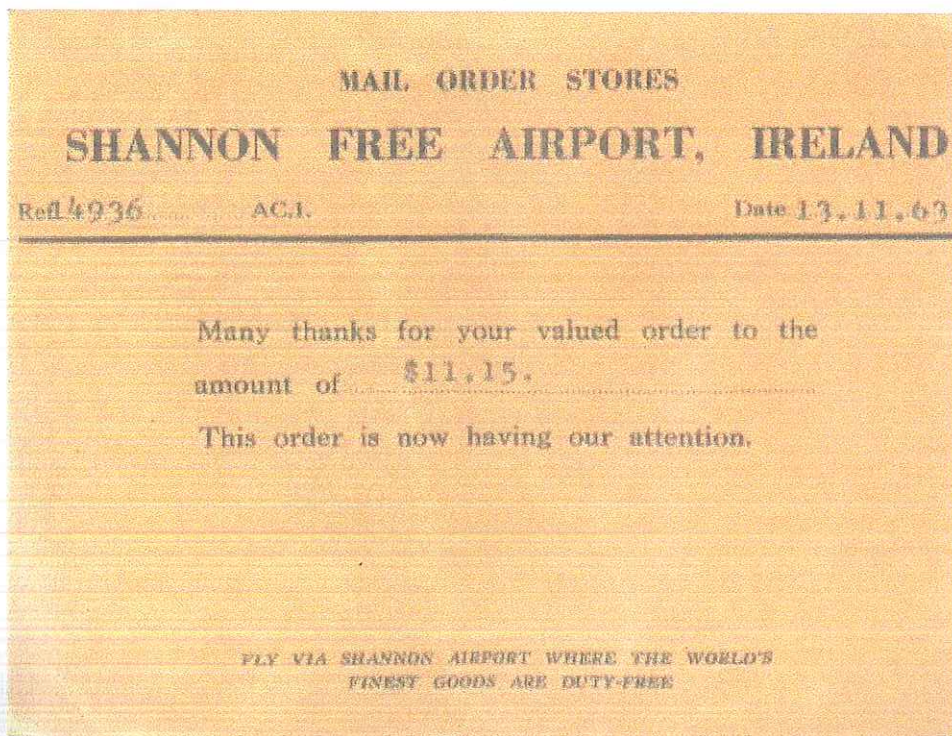 MAIL ORDER STORES
SHANNON FREE AIRPORT, IRELAND
Ref 14936 AC.1. Date 13.11.63
Many thanks for your valued order to the
amount of $11.15.
This order is now having our attention.
FLY VIA SHANNON AIRPORT WHERE THE WORLD'S
FINEST GOODS ARE DUTY-FREE